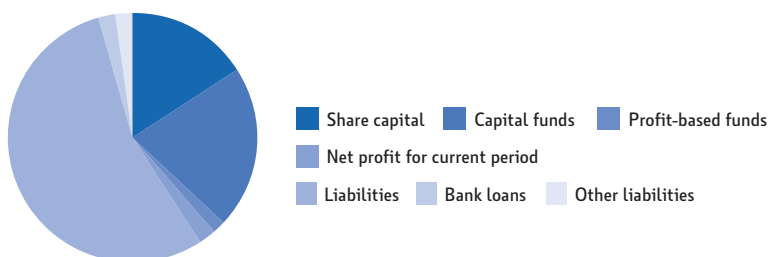 Share capital Capital funds Profit-based funds
Net profit for current period
Liabilities Bank loans Other liabilities